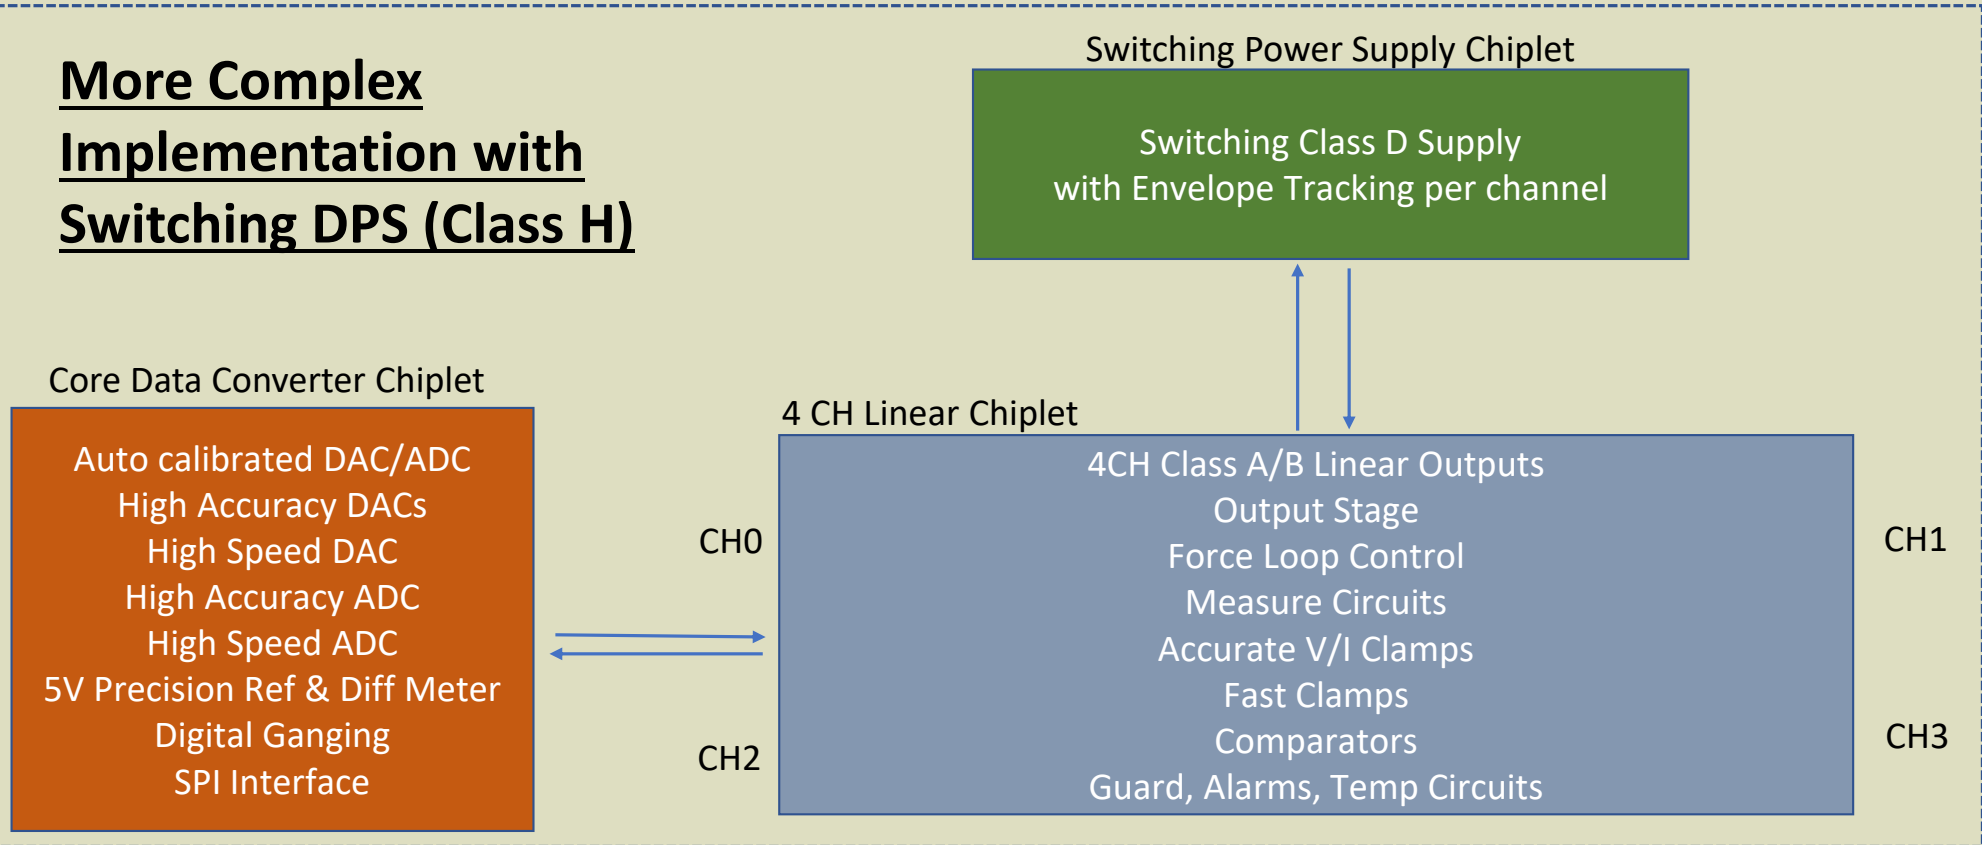 More Complex
Implementation with
Switching DPS (Class H)
Switching Power Supply Chiplet
Switching Class D Supply
with Envelope Tracking per channel
Core Data Converter Chiplet
Auto calibrated DAC/ADC
High Accuracy DACs
High Speed DAC
High Accuracy ADC
High Speed ADC
5V Precision Ref & Diff Meter
Digital Ganging
SPI Interface
4 CH Linear Chiplet
4CH Class A/B Linear Outputs
Output Stage
Force Loop Control
Measure Circuits
Accurate V/I Clamps
Fast Clamps
Comparators
Guard, Alarms, Temp Circuits
CH0
CH1
CH2
CH3